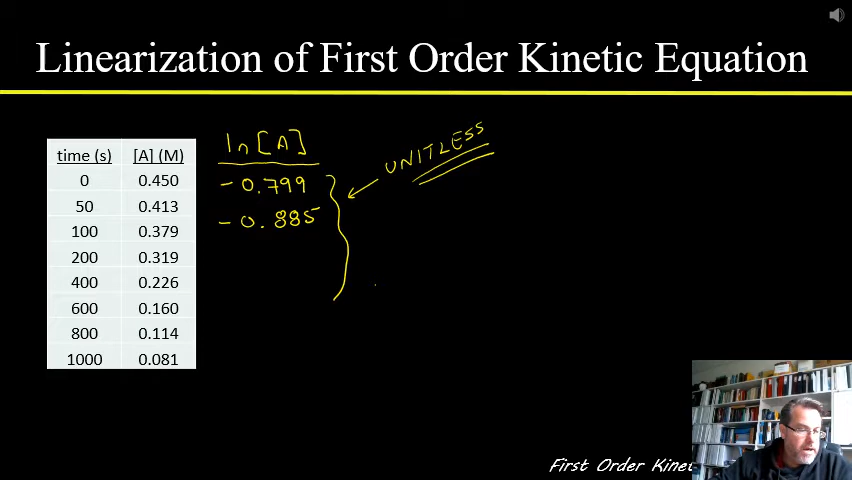 Linearization of First Order Kinetic Equation
time (s) [A] (M)
0 0.450
50 0.413
100 0.379
200 0.319
400 0.226
600 0.160
800 0.114
1000 0.081
ln [A]
-0.799
-0.885
UNITLESS
First Order Kinet